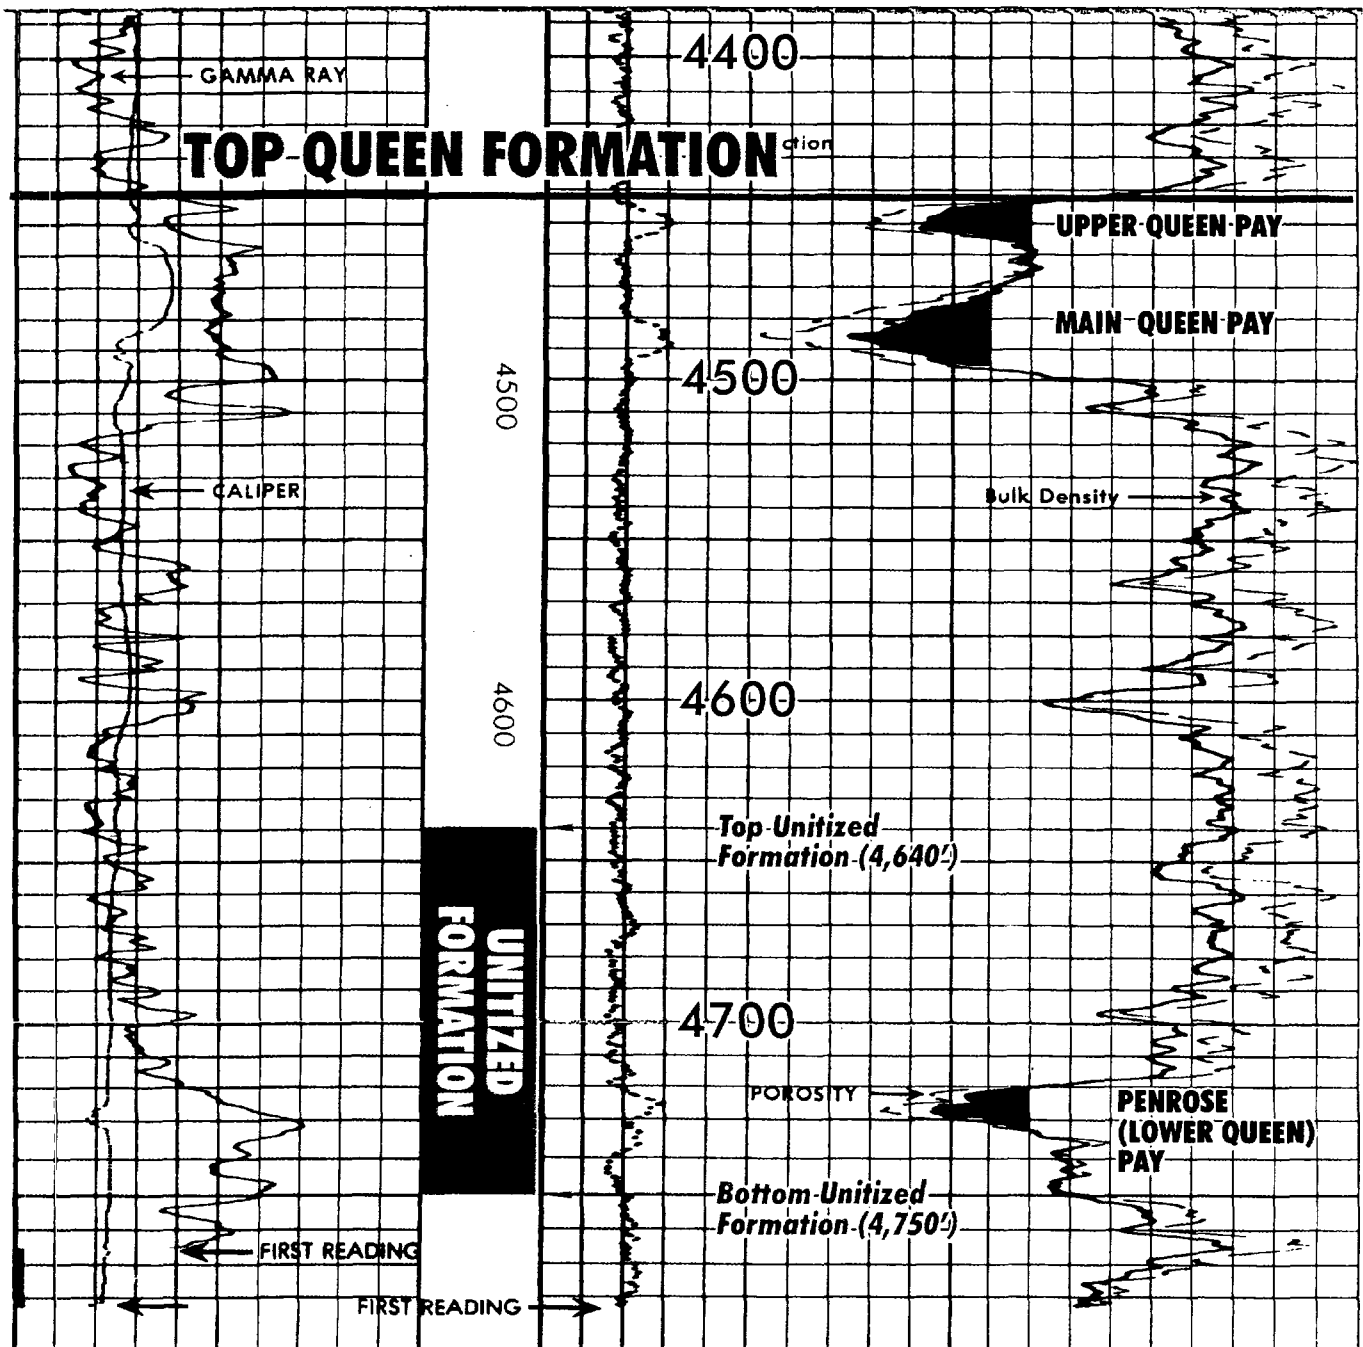 4400
GAMMA RAY
TOP QUEEN FORMATION
ction
UPPER QUEEN PAY
MAIN QUEEN PAY
4500
4500
CALIPER
Bulk Density
4600
4600
Top Unitized
Formation (4,640')
UNITIZED
FORMATION
4700
POROSITY
PENROSE
(LOWER QUEEN)
PAY
Bottom Unitized
Formation (4,750')
FIRST READING
FIRST READING